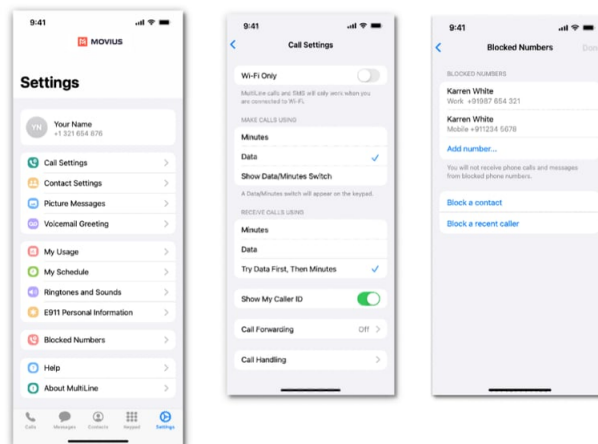 9:41
MOVIUS
Settings
YN
Your Name
+1 321 654 876
Call Settings
Contact Settings
Picture Messages
Voicemail Greeting
My Usage
My Schedule
Ringtones and Sounds
E911 Personal Information
Blocked Numbers
Help
About MultiLine
Calls
Messages
Contacts
Keypad
Settings
9:41
Call Settings
Wi-Fi Only
MultiLine calls and SMS will only work when you
are connected to Wi-Fi.
MAKE CALLS USING
Minutes
Data
Show Data/Minutes Switch
A Data/Minutes switch will appear on the keypad.
RECEIVE CALLS USING
Minutes
Data
Try Data First, Then Minutes
Show My Caller ID
Call Forwarding
Off
Call Handling
9:41
Blocked Numbers
Don
BLOCKED NUMBERS
Karren White
Work +91987 654 321
Karren White
Mobile +911234 5678
Add number...
You will not receive phone calls and messages
from blocked phone numbers.
Block a contact
Block a recent caller